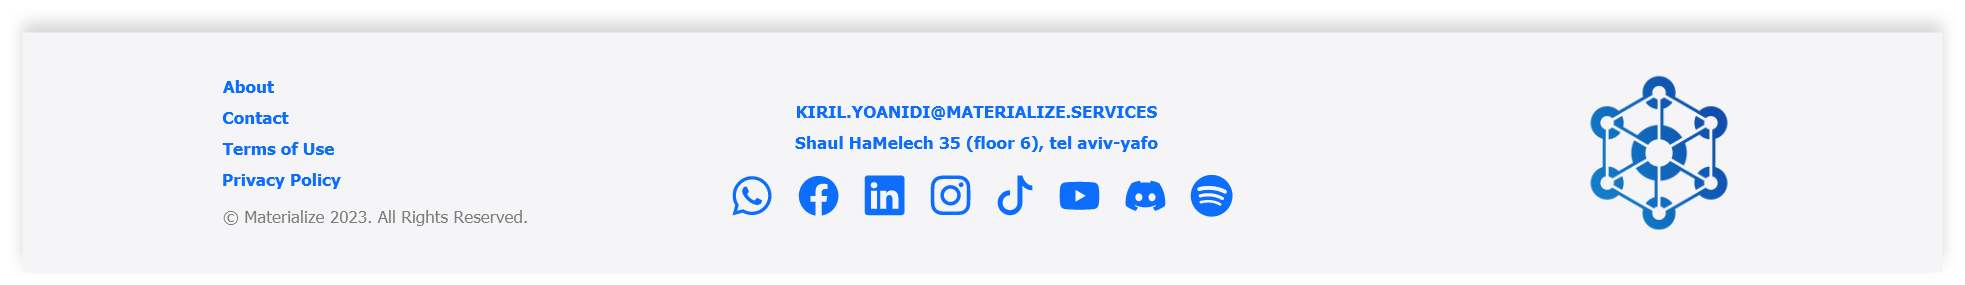 About
Contact
Terms of Use
Privacy Policy
© Materialize 2023. All Rights Reserved.
KIRIL.YOANIDI@MATERIALIZE.SERVICES
Shaul HaMelech 35 (floor 6), tel aviv-yafo